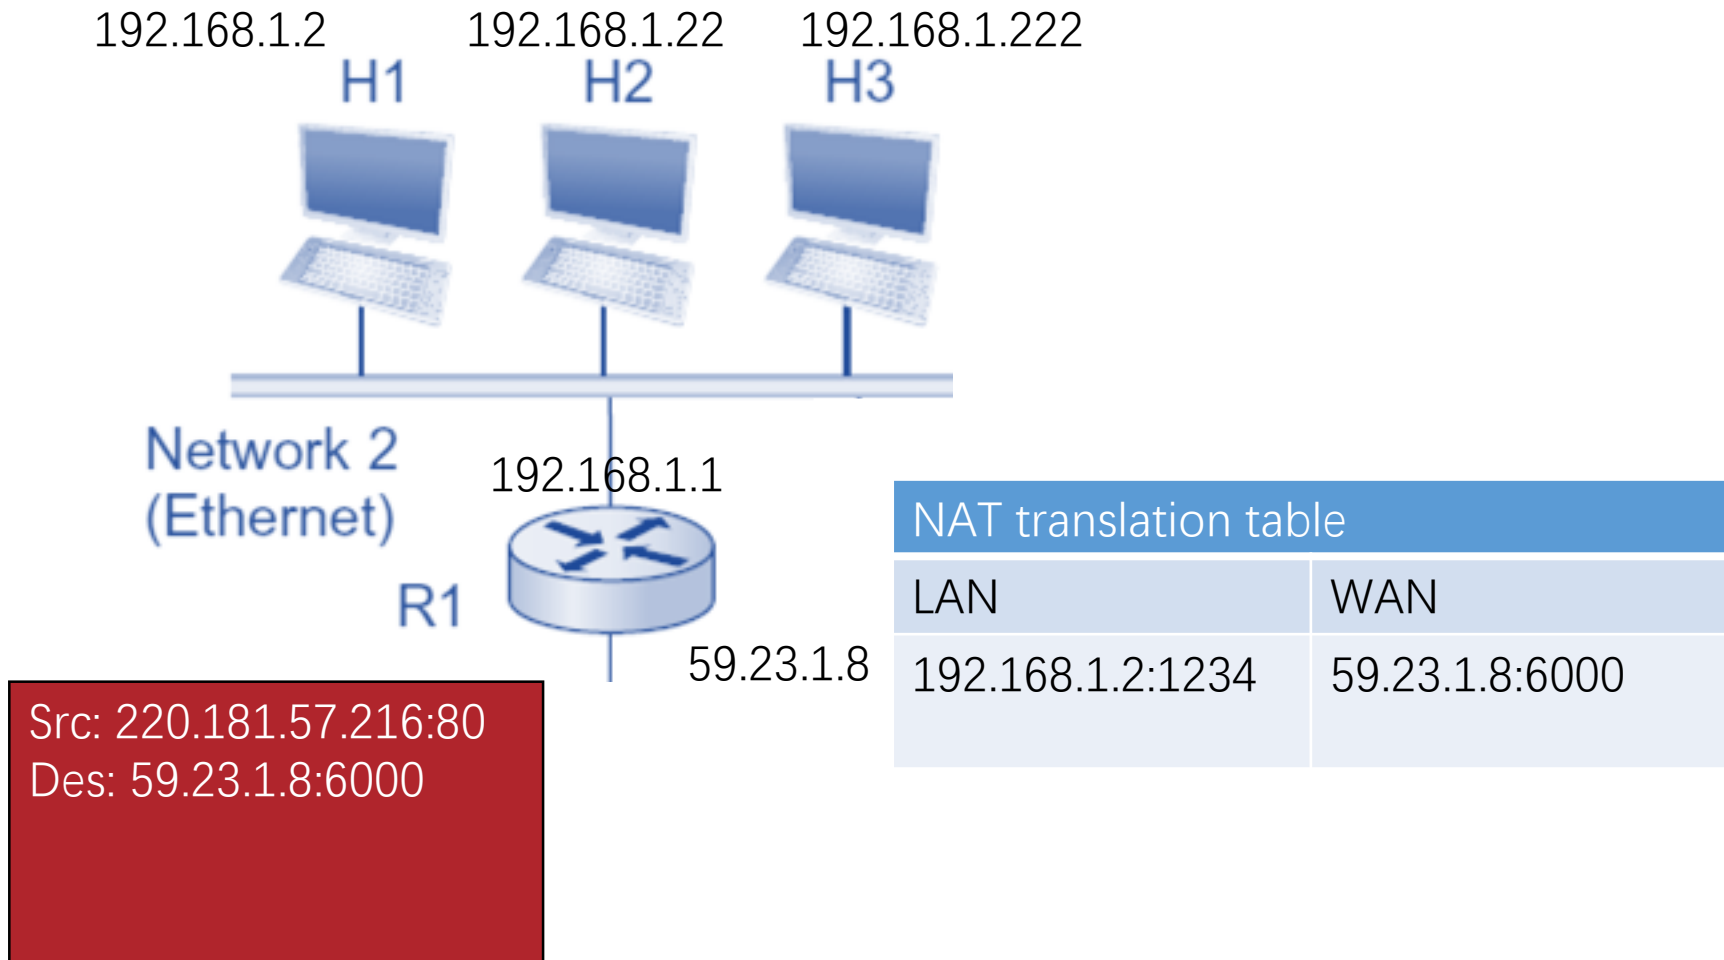 192.168.1.2 192.168.1.22 192.168.1.222
H1 H2 H3
Network 2
(Ethernet)
192.168.1.1
R1
59.23.1.8
NAT translation table
LAN WAN
192.168.1.2:1234 59.23.1.8:6000
Src: 220.181.57.216:80
Des: 59.23.1.8:6000